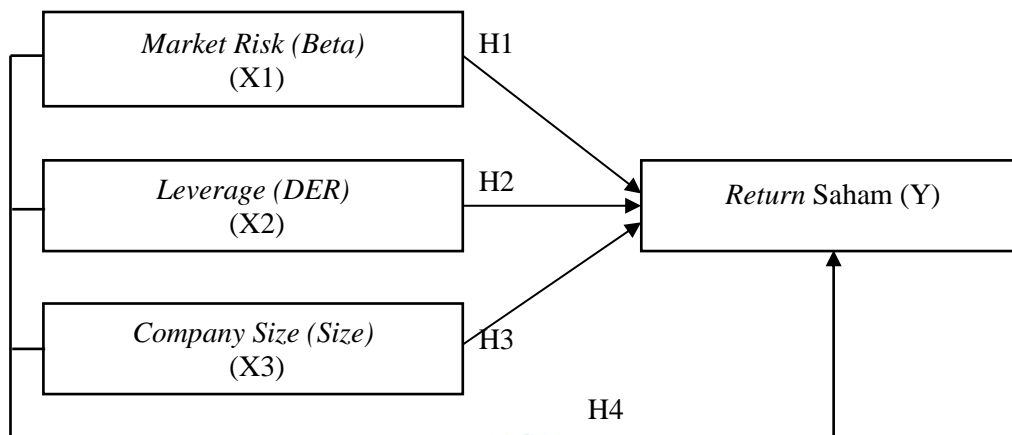 Market Risk (Beta)
(X1)
H1
Leverage (DER)
(X2)
H2
Return Saham (Y)
Company Size (Size)
(X3)
H3
H4